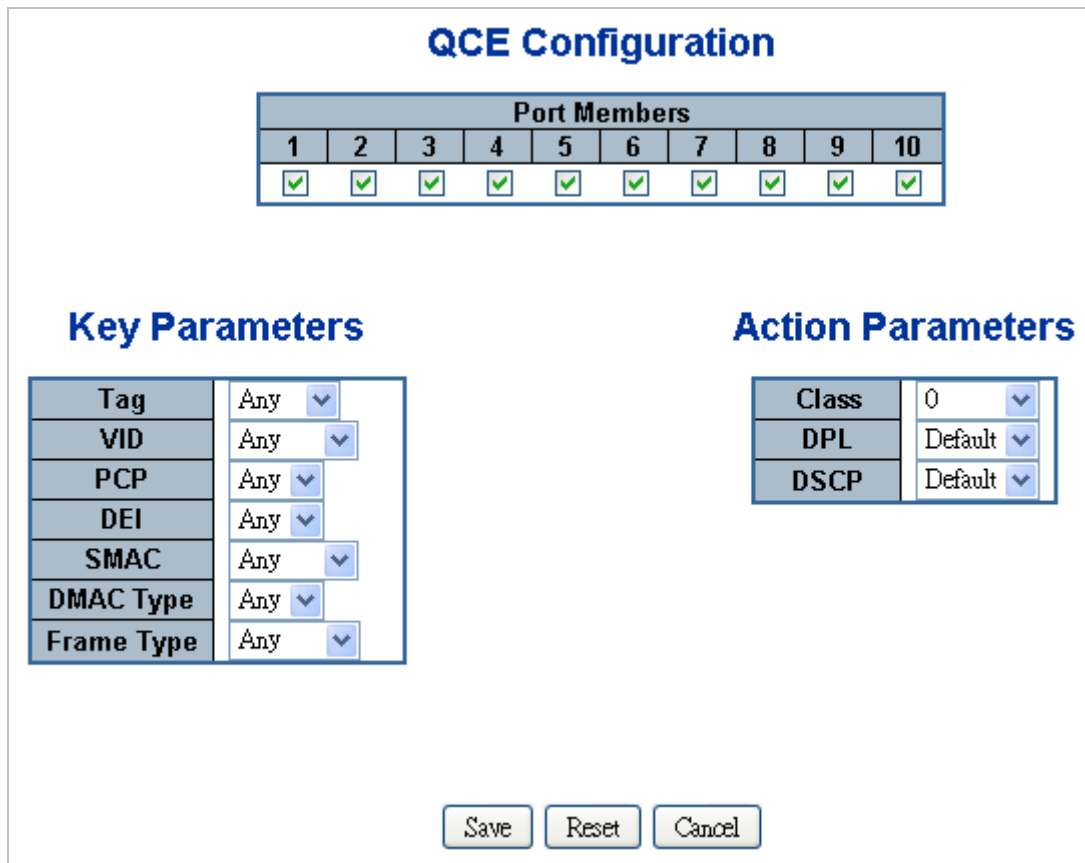 QCE Configuration
Port Members
1 2 3 4 5 6 7 8 9 10
Key Parameters
Tag Any
VID Any
PCP Any
DEI Any
SMAC Any
DMAC Type Any
Frame Type Any
Action Parameters
Class 0
DPL Default
DSCP Default
Save Reset Cancel